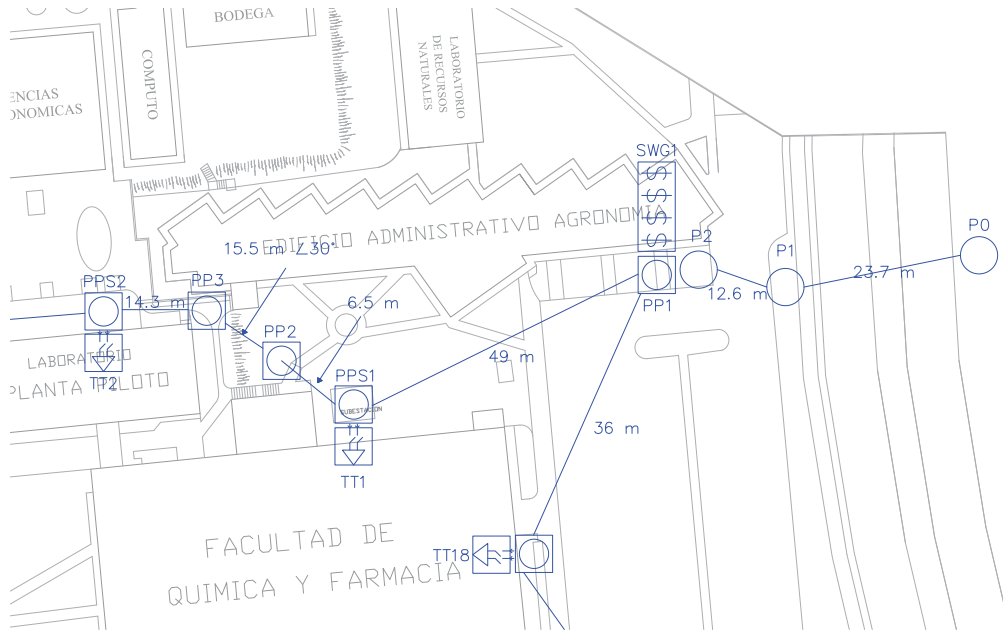 BODEGA
COMPUTO
LABORATORIO
DE RECURSOS
NATURALES
ENCIAS
ONOMICAS
SWG1
EDIFICIO ADMINISTRATIVO AGRONOMIA
P2
P1
P0
15.5 m ∠30°
23.7 m
12.6 m
PPS2
PP3
14.3 m
6.5 m
PP1
PP2
49 m
LABORATORIO
PLANTA PILOTO
TT2
PPS1
SUBESTACION
36 m
TT1
FACULTAD DE
QUIMICA Y FARMACIA
TT18